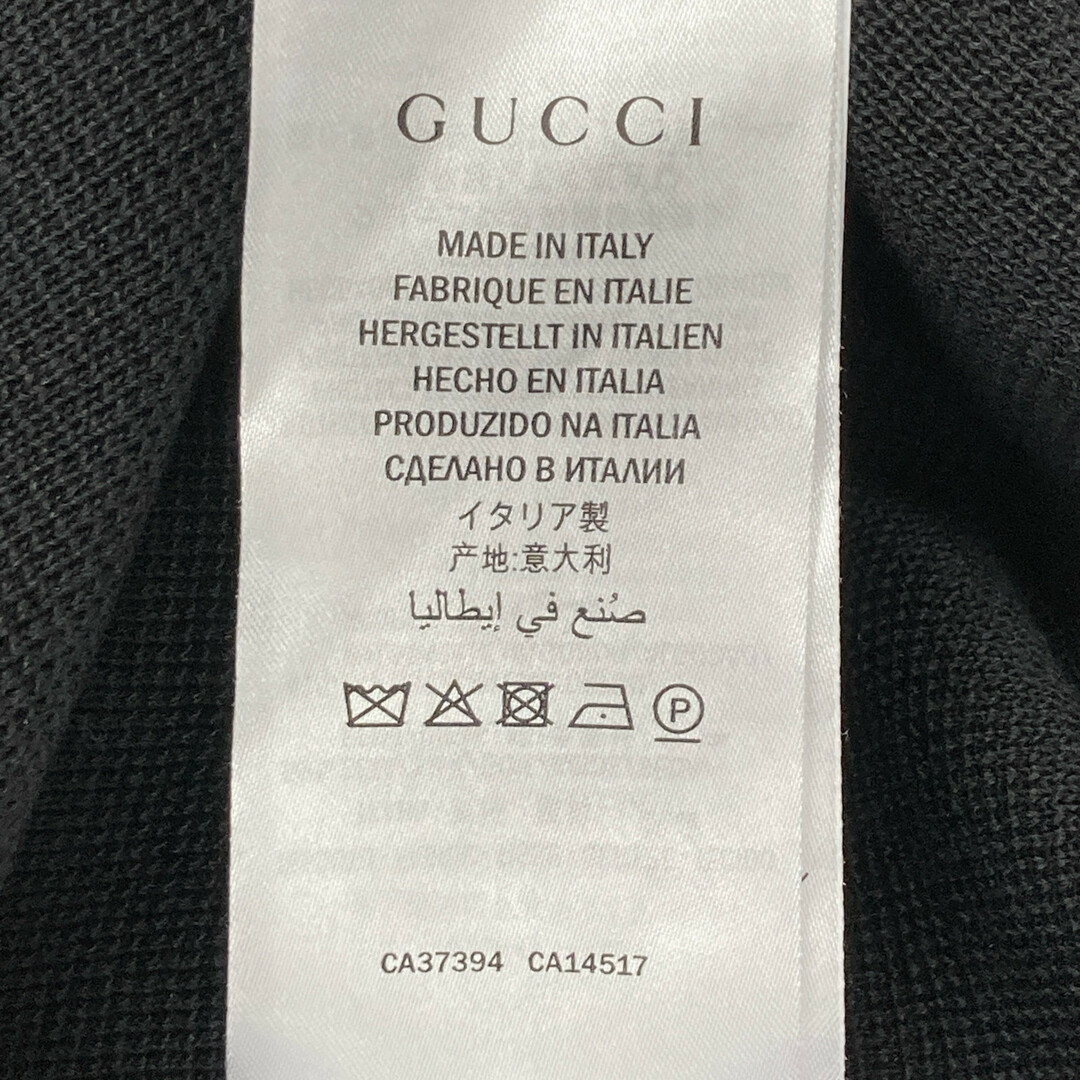 GUCCI
MADE IN ITALY
FABRIQUE EN ITALIE
HERGESTELLT IN ITALIEN
HECHO EN ITALIA
PRODUZIDO NA ITALIA
СДЕЛАНО В ИТАЛИИ
イタリア製
产地:意大利
صُنع في إيطاليا
P
CA37394 CA14517